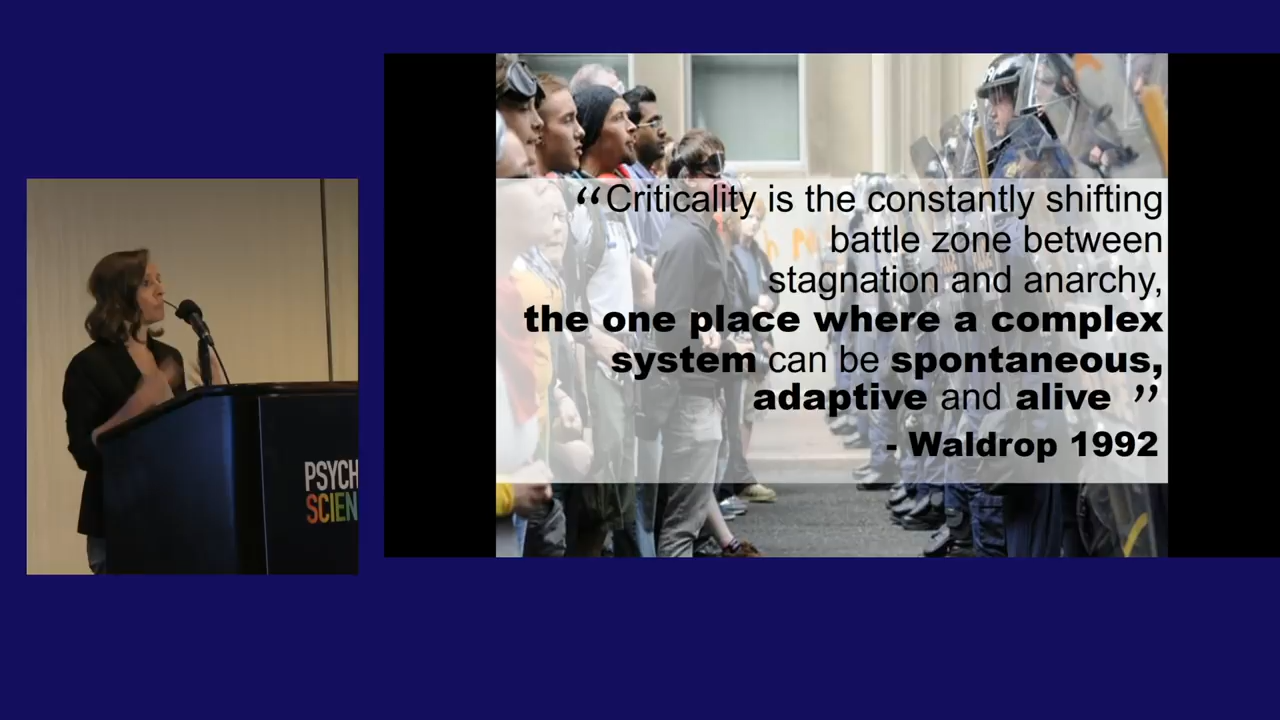 “Criticality is the constantly shifting
battle zone between
stagnation and anarchy,
the one place where a complex
system can be spontaneous,
adaptive and alive ”
- Waldrop 1992
PSYCH
SCIEN